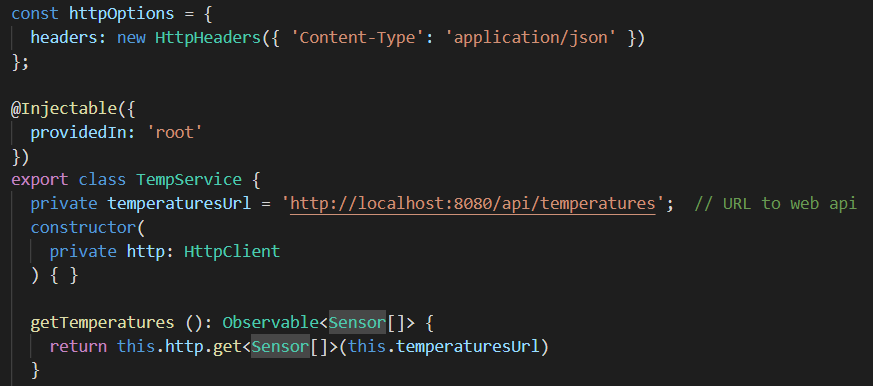 const httpOptions = {
  headers: new HttpHeaders({ 'Content-Type': 'application/json' })
};

@Injectable({
  providedIn: 'root'
})
export class TempService {
  private temperaturesUrl = 'http://localhost:8080/api/temperatures';  // URL to web api
  constructor(
    private http: HttpClient
  ) { }

  getTemperatures (): Observable<Sensor[]> {
    return this.http.get<Sensor[]>(this.temperaturesUrl)
  }